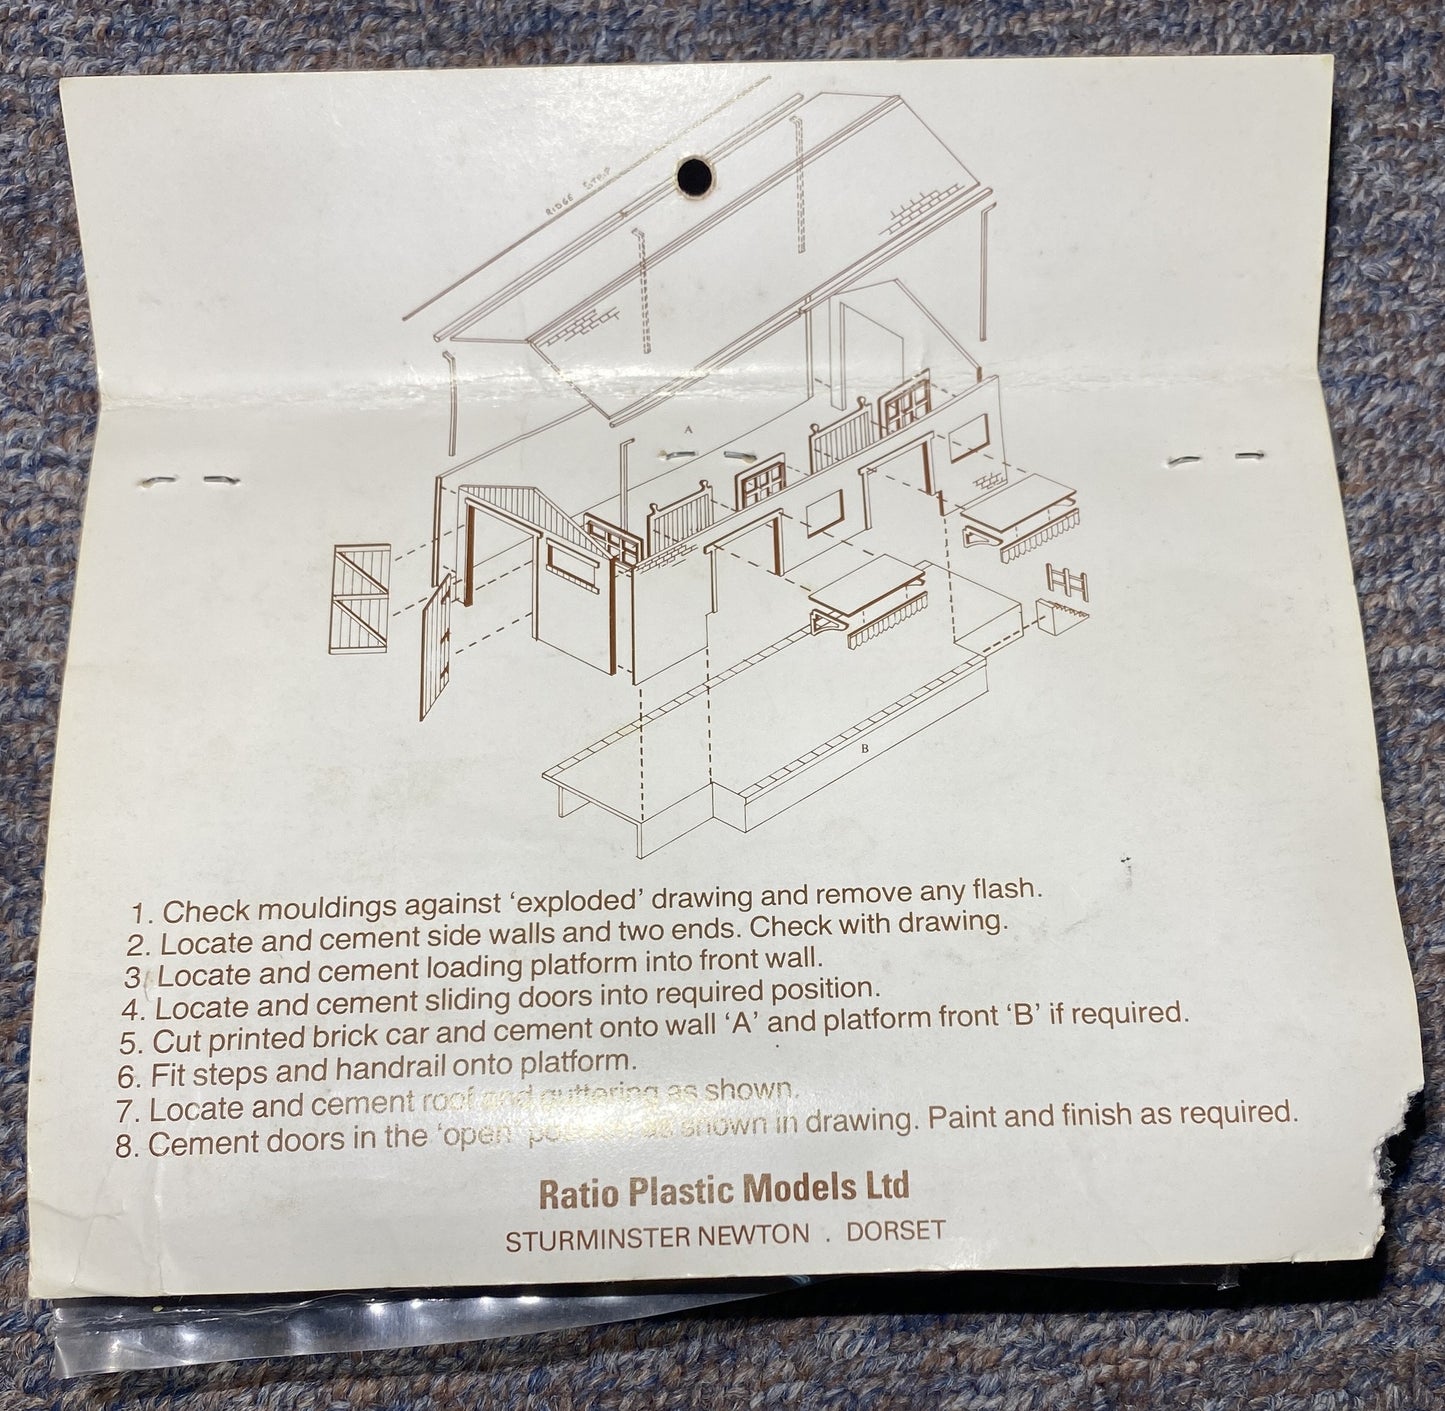 RIDGE STRIP
A
B
1. Check mouldings against ‘exploded’ drawing and remove any flash.
2. Locate and cement side walls and two ends. Check with drawing.
3. Locate and cement loading platform into front wall.
4. Locate and cement sliding doors into required position.
5. Cut printed brick car and cement onto wall ‘A’ and platform front ‘B’ if required.
6. Fit steps and handrail onto platform.
7. Locate and cement roof and guttering as shown.
8. Cement doors in the ‘open’ position as shown in drawing. Paint and finish as required.
Ratio Plastic Models Ltd
STURMINSTER NEWTON . DORSET